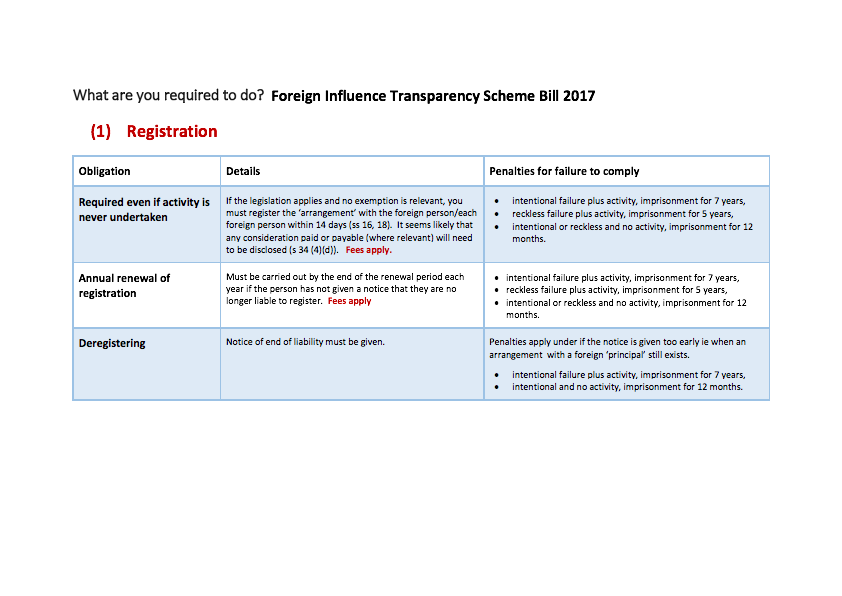 What are you required to do? Foreign Influence Transparency Scheme Bill 2017
(1) Registration
Obligation
Details
Penalties for failure to comply
Required even if activity is
never undertaken
If the legislation applies and no exemption is relevant, you
must register the ‘arrangement’ with the foreign person/each
foreign person within 14 days (ss 16, 18). It seems likely that
any consideration paid or payable (where relevant) will need
to be disclosed (s 34 (4)(d)). Fees apply.
• intentional failure plus activity, imprisonment for 7 years,
• reckless failure plus activity, imprisonment for 5 years,
• intentional or reckless and no activity, imprisonment for 12
months.
Annual renewal of
registration
Must be carried out by the end of the renewal period each
year if the person has not given a notice that they are no
longer liable to register. Fees apply
• intentional failure plus activity, imprisonment for 7 years,
• reckless failure plus activity, imprisonment for 5 years,
• intentional or reckless and no activity, imprisonment for 12
months.
Deregistering
Notice of end of liability must be given.
Penalties apply under if the notice is given too early ie when an
arrangement with a foreign ‘principal’ still exists.
• intentional failure plus activity, imprisonment for 7 years,
• intentional and no activity, imprisonment for 12 months.